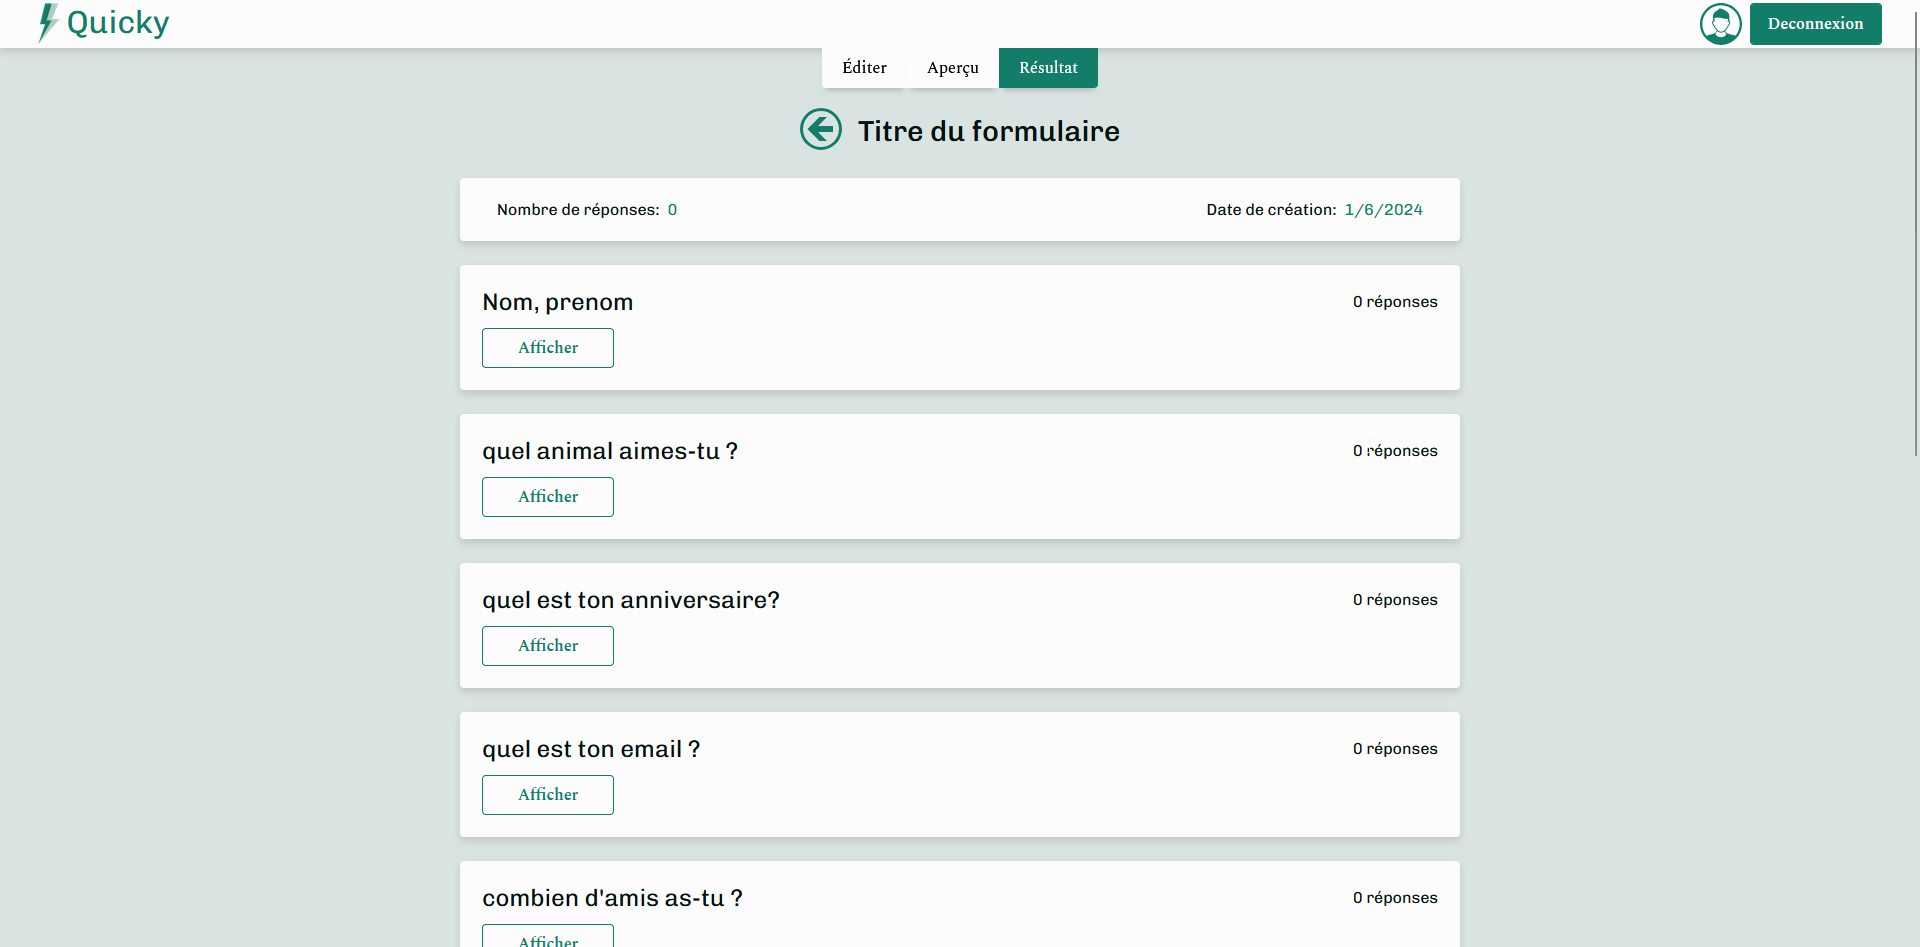 Quicky
Deconnexion
Éditer Aperçu Résultat
Titre du formulaire
Nombre de réponses: 0 Date de création: 1/6/2024
Nom, prenom 0 réponses
Afficher
quel animal aimes-tu ? 0 réponses
Afficher
quel est ton anniversaire? 0 réponses
Afficher
quel est ton email ? 0 réponses
Afficher
combien d'amis as-tu ? 0 réponses
Afficher